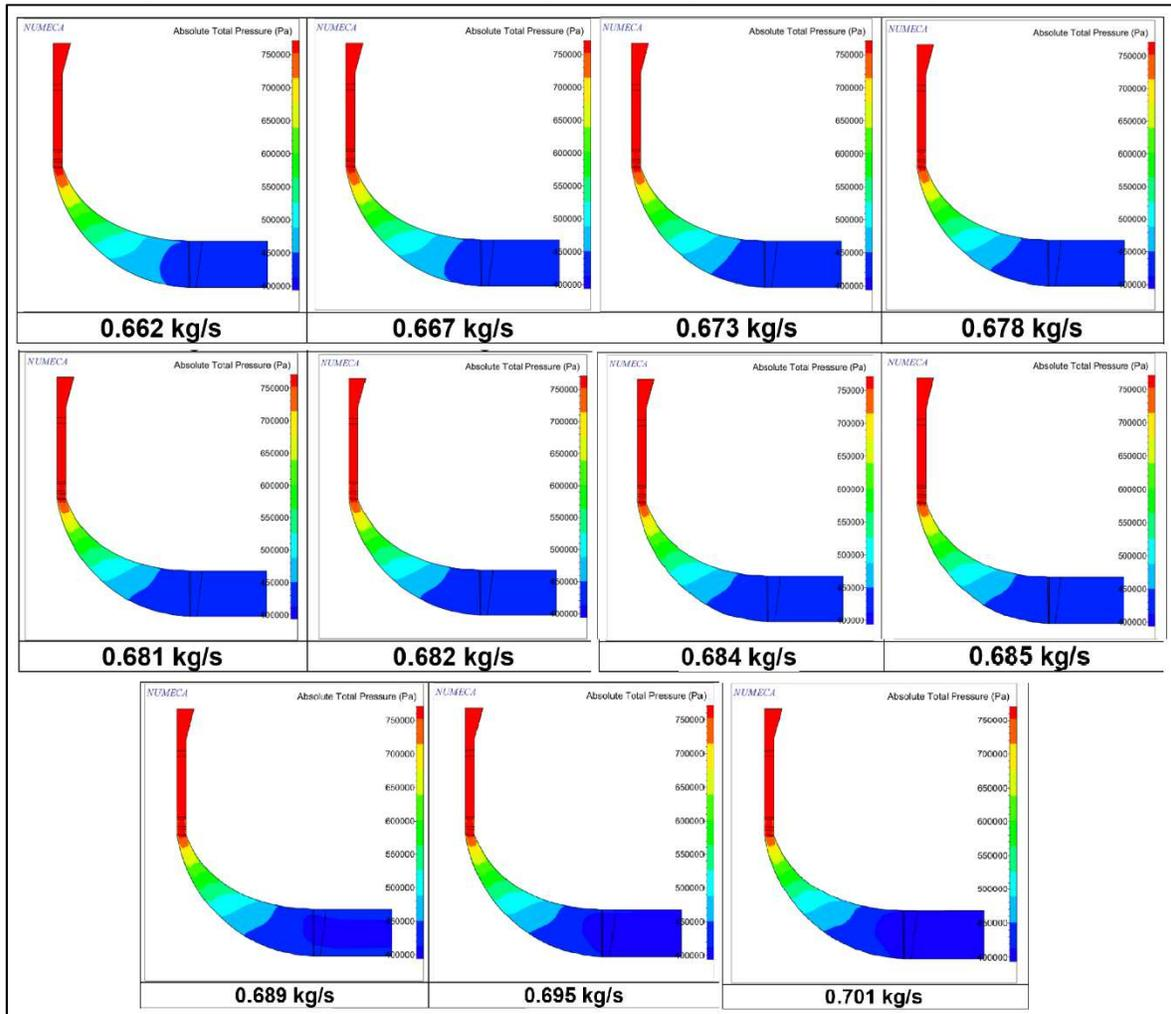 NUMECA
Absolute Total Pressure (Pa)
750000
700000
650000
600000
550000
500000
450000
400000
0.662 kg/s
NUMECA
Absolute Total Pressure (Pa)
750000
700000
650000
600000
550000
500000
450000
400000
0.667 kg/s
NUMECA
Absolute Total Pressure (Pa)
750000
700000
650000
600000
550000
500000
450000
400000
0.673 kg/s
NUMECA
Absolute Total Pressure (Pa)
750000
700000
650000
600000
550000
500000
450000
400000
0.678 kg/s
NUMECA
Absolute Total Pressure (Pa)
750000
700000
650000
600000
550000
500000
450000
400000
0.681 kg/s
NUMECA
Absolute Total Pressure (Pa)
750000
700000
650000
600000
550000
500000
450000
400000
0.682 kg/s
NUMECA
Absolute Total Pressure (Pa)
750000
700000
650000
600000
550000
500000
450000
400000
0.684 kg/s
NUMECA
Absolute Total Pressure (Pa)
750000
700000
650000
600000
550000
500000
450000
400000
0.685 kg/s
NUMECA
Absolute Total Pressure (Pa)
750000
700000
650000
600000
550000
500000
450000
400000
0.689 kg/s
NUMECA
Absolute Total Pressure (Pa)
750000
700000
650000
600000
550000
500000
450000
400000
0.695 kg/s
NUMECA
Absolute Total Pressure (Pa)
750000
700000
650000
600000
550000
500000
450000
400000
0.701 kg/s